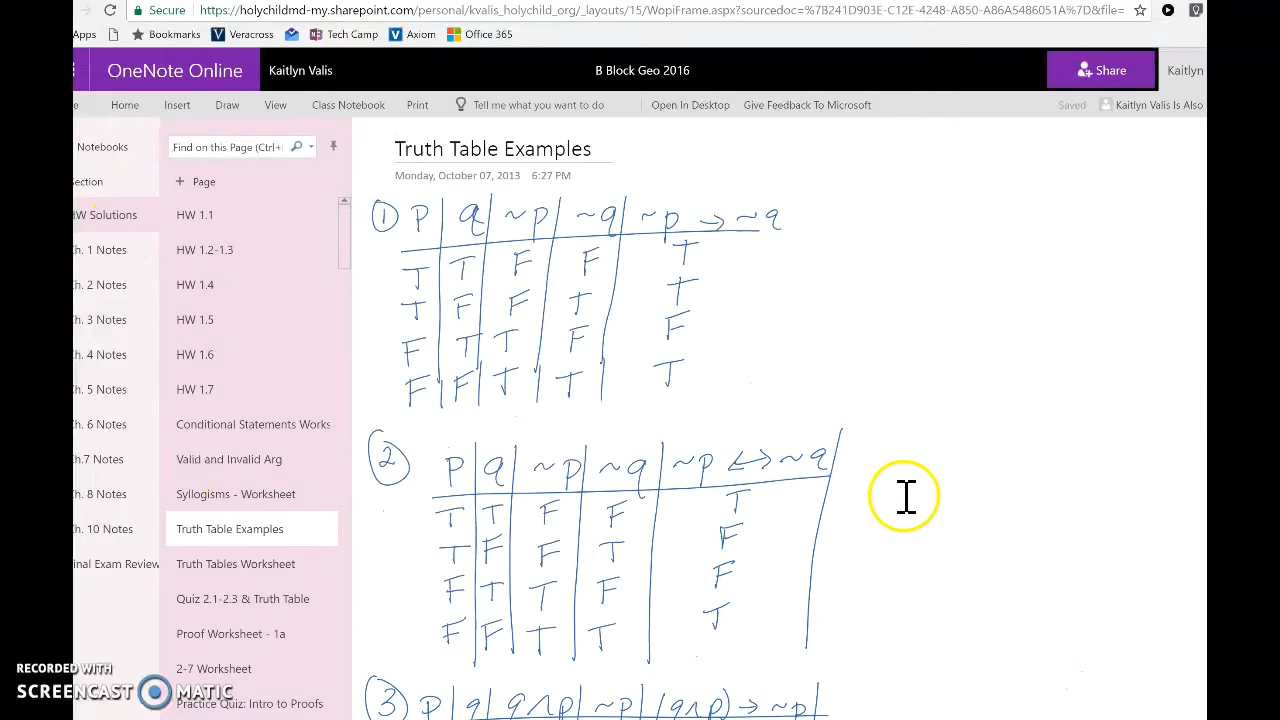 Secure https://holychildmd-my.sharepoint.com/personal/kvalis_holychild_org/_layouts/15/WopiFrame.aspx?sourcedoc=%7B241D903E-C12E-4248-A850-A86A5486051A%7D&file=
Apps Bookmarks Veracross Tech Camp Axiom Office 365
OneNote Online Kaitlyn Valis B Block Geo 2016 Share Kaitlyn
Home Insert Draw View Class Notebook Print Tell me what you want to do Open In Desktop Give Feedback To Microsoft Saved Kaitlyn Valis Is Also
Notebooks
Section
HW Solutions
Ch. 1 Notes
Ch. 2 Notes
Ch. 3 Notes
Ch. 4 Notes
Ch. 5 Notes
Ch. 6 Notes
Ch.7 Notes
Ch. 8 Notes
Ch. 10 Notes
inal Exam Review
Find on this Page (Ctrl+
+ Page
HW 1.1
HW 1.2-1.3
HW 1.4
HW 1.5
HW 1.6
HW 1.7
Conditional Statements Works
Valid and Invalid Arg
Syllogisms - Worksheet
Truth Table Examples
Truth Tables Worksheet
Quiz 2.1-2.3 & Truth Table
Proof Worksheet - 1a
2-7 Worksheet
Practice Quiz: Intro to Proofs
Truth Table Examples
Monday, October 07, 2013 6:27 PM
① p | q | ~p | ~q | ~p → ~q
T | T | F | F | T
T | F | F | T | T
F | T | T | F | F
F | F | T | T | T
② p | q | ~p | ~q | ~p ↔ ~q
T | T | F | F | T
T | F | F | T | F
F | T | T | F | F
F | F | T | T | T
③ p | q | q∧p | ~p | (q∧p) → ~p |
RECORDED WITH
SCREENCAST MATIC